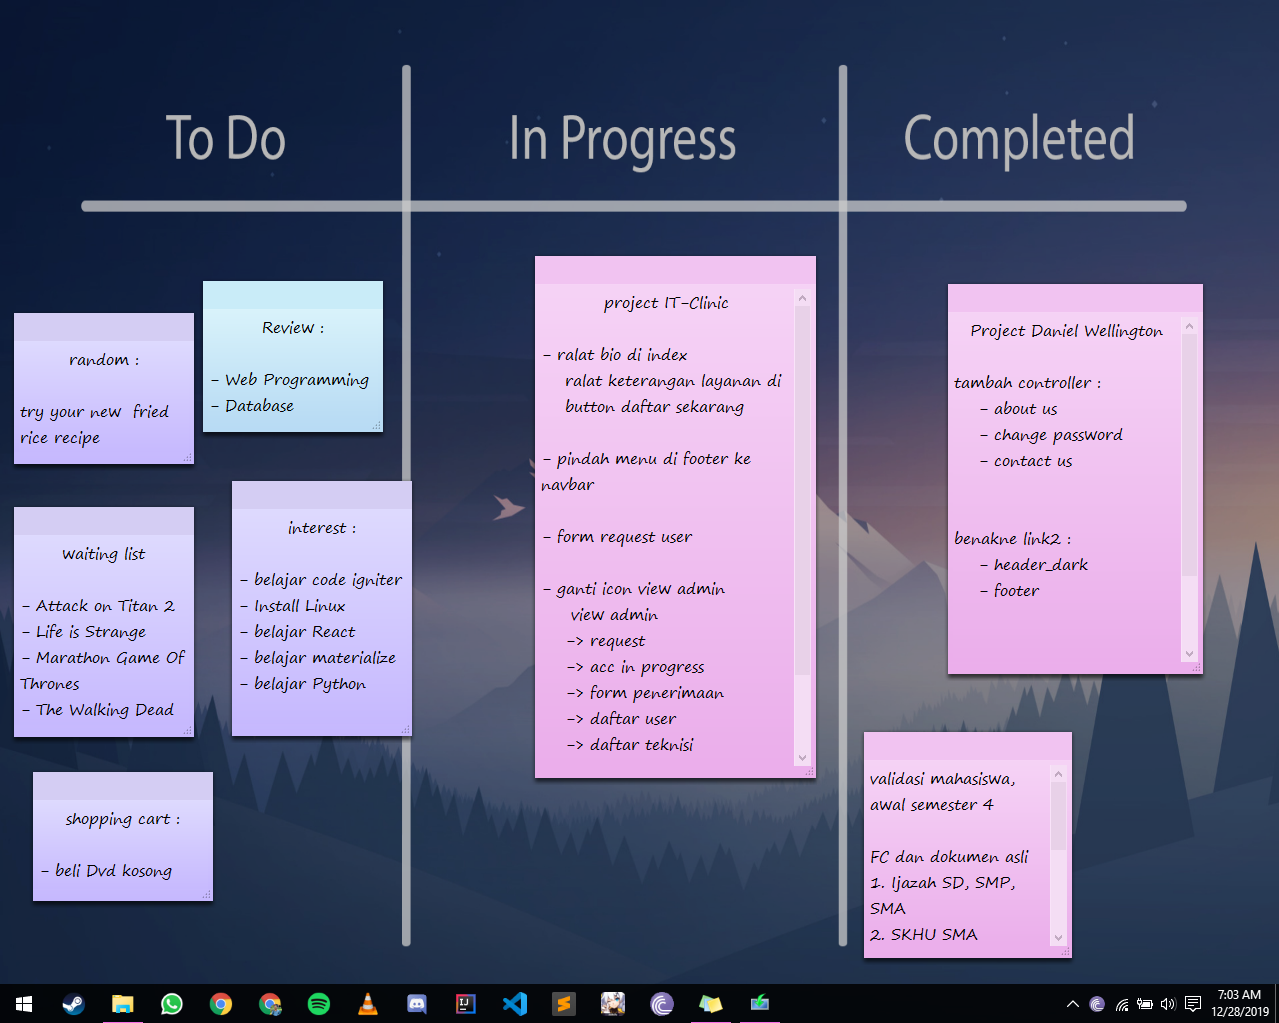 To Do
In Progress
Completed
random :
try your new  fried
rice recipe
Review :
- Web Programming
- Database
Waiting list
- Attack on Titan 2
- Life is Strange
- Marathon Game Of
Thrones
- The Walking Dead
interest :
- belajar code igniter
- Install Linux
- belajar React
- belajar materialize
- belajar Python
shopping cart :
- beli Dvd kosong
project IT-Clinic
- ralat bio di index
ralat keterangan layanan di
button daftar sekarang
- pindah menu di footer ke
navbar
- form request user
- ganti icon view admin
view admin
-> request
-> acc in progress
-> form penerimaan
-> daftar user
-> daftar teknisi
Project Daniel Wellington
tambah controller :
- about us
- change password
- contact us
benakne link2 :
- header_dark
- footer
validasi mahasiswa,
awal semester 4
FC dan dokumen asli
1. Ijazah SD, SMP,
SMA
2. SKHU SMA
IJ
7:03 AM
12/28/2019